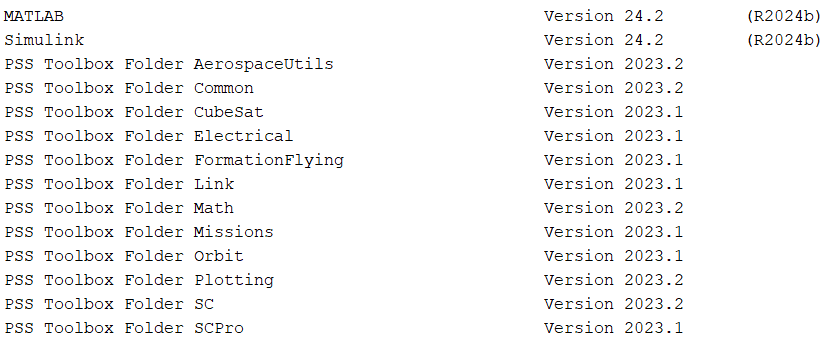 MATLAB Version 24.2 (R2024b)
Simulink Version 24.2 (R2024b)
PSS Toolbox Folder AerospaceUtils Version 2023.2
PSS Toolbox Folder Common Version 2023.2
PSS Toolbox Folder CubeSat Version 2023.1
PSS Toolbox Folder Electrical Version 2023.1
PSS Toolbox Folder FormationFlying Version 2023.1
PSS Toolbox Folder Link Version 2023.1
PSS Toolbox Folder Math Version 2023.2
PSS Toolbox Folder Missions Version 2023.1
PSS Toolbox Folder Orbit Version 2023.1
PSS Toolbox Folder Plotting Version 2023.2
PSS Toolbox Folder SC Version 2023.2
PSS Toolbox Folder SCPro Version 2023.1